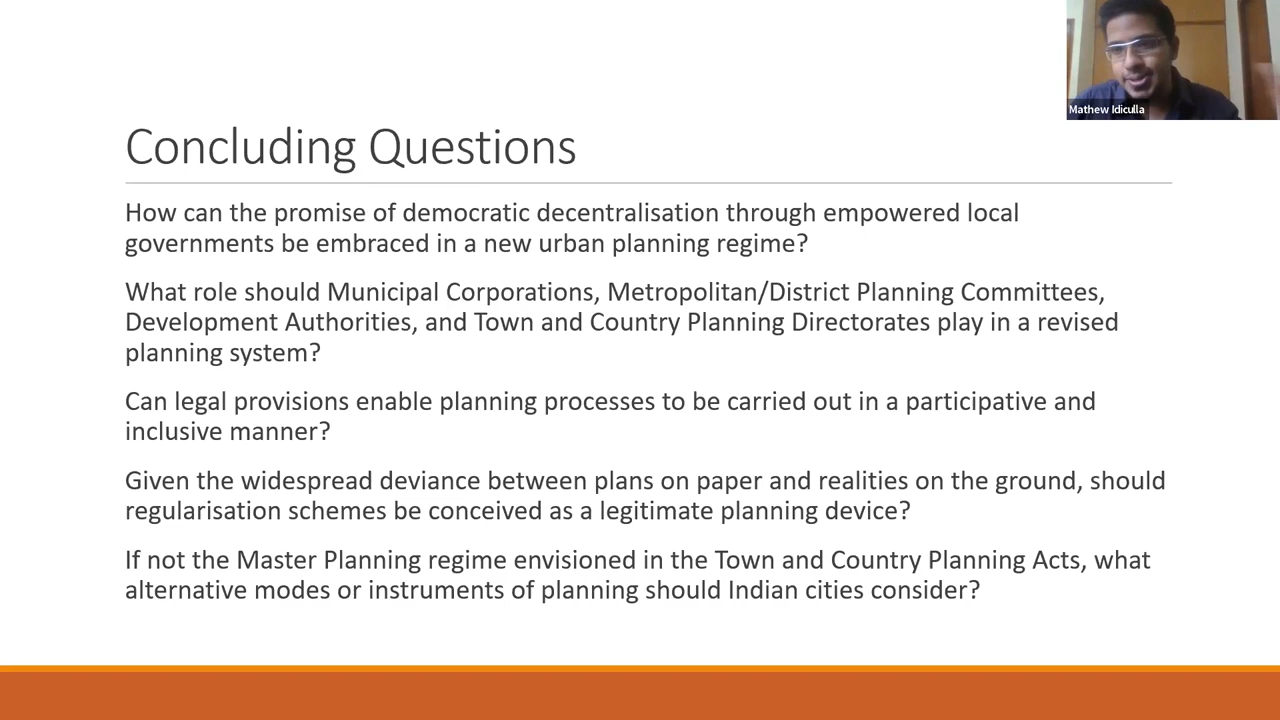 Mathew Idiculla
Concluding Questions
How can the promise of democratic decentralisation through empowered local
governments be embraced in a new urban planning regime?
What role should Municipal Corporations, Metropolitan/District Planning Committees,
Development Authorities, and Town and Country Planning Directorates play in a revised
planning system?
Can legal provisions enable planning processes to be carried out in a participative and
inclusive manner?
Given the widespread deviance between plans on paper and realities on the ground, should
regularisation schemes be conceived as a legitimate planning device?
If not the Master Planning regime envisioned in the Town and Country Planning Acts, what
alternative modes or instruments of planning should Indian cities consider?